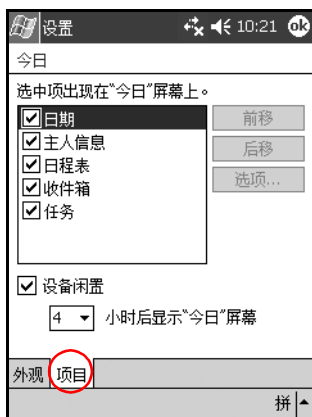 设置 10:21 ok
今日
选中项出现在“今日”屏幕上。
日期
主人信息
日程表
收件箱
任务
前移
后移
选项...
设备闲置
4 小时后显示“今日”屏幕
外观 项目
拼